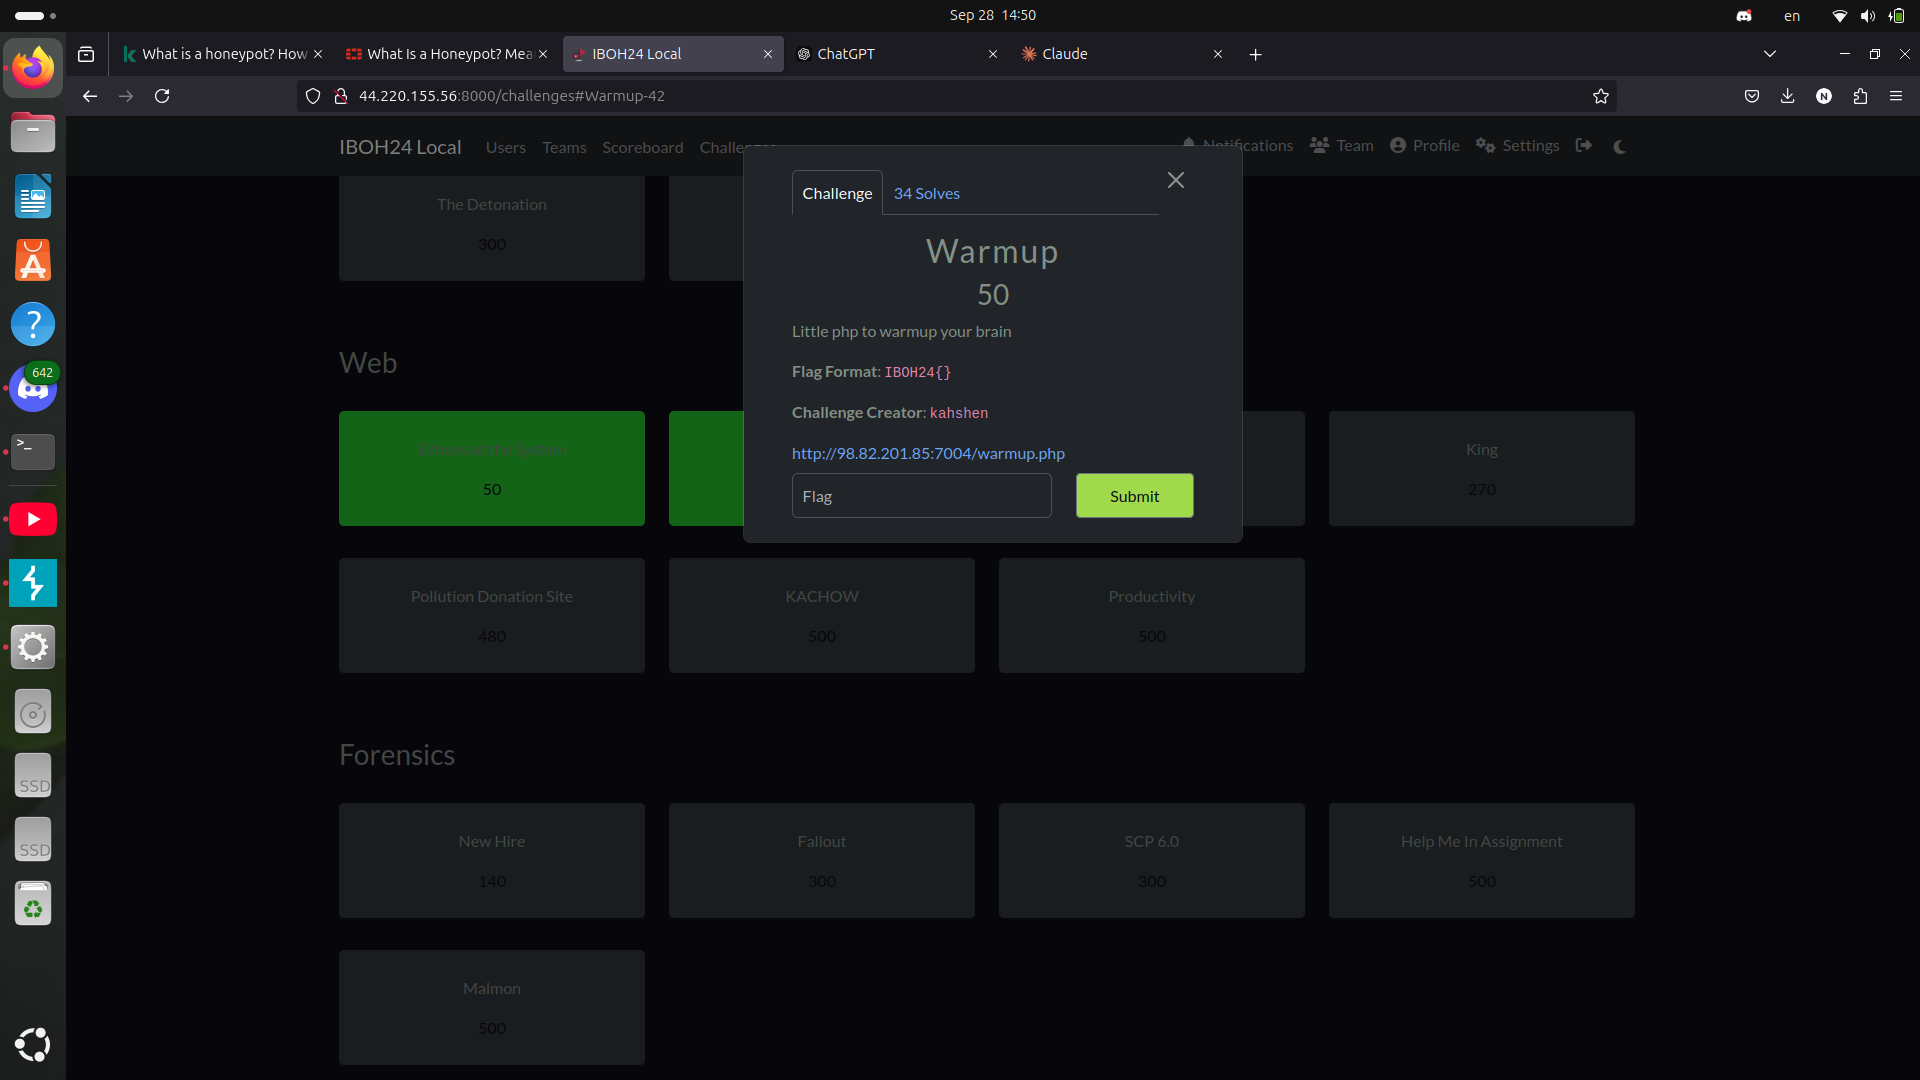 Sep 28 14:50
en
What is a honeypot? How
What Is a Honeypot? Mea
IBOH24 Local
ChatGPT
Claude
44.220.155.56:8000/challenges#Warmup-42
N
IBOH24 Local
Users
Teams
Scoreboard
Challenges
Notifications
Team
Profile
Settings
Challenge
34 Solves
Warmup
50
Little php to warmup your brain
Flag Format: IBOH24{}
Challenge Creator: kahshen
http://98.82.201.85:7004/warmup.php
Flag
Submit
The Detonation
300
Web
Echoes of the System
50
King
270
Pollution Donation Site
480
KACHOW
500
Productivity
500
Forensics
New Hire
140
Fallout
300
SCP 6.0
300
Help Me In Assignment
500
Malmon
500
642
>_
SSD
SSD